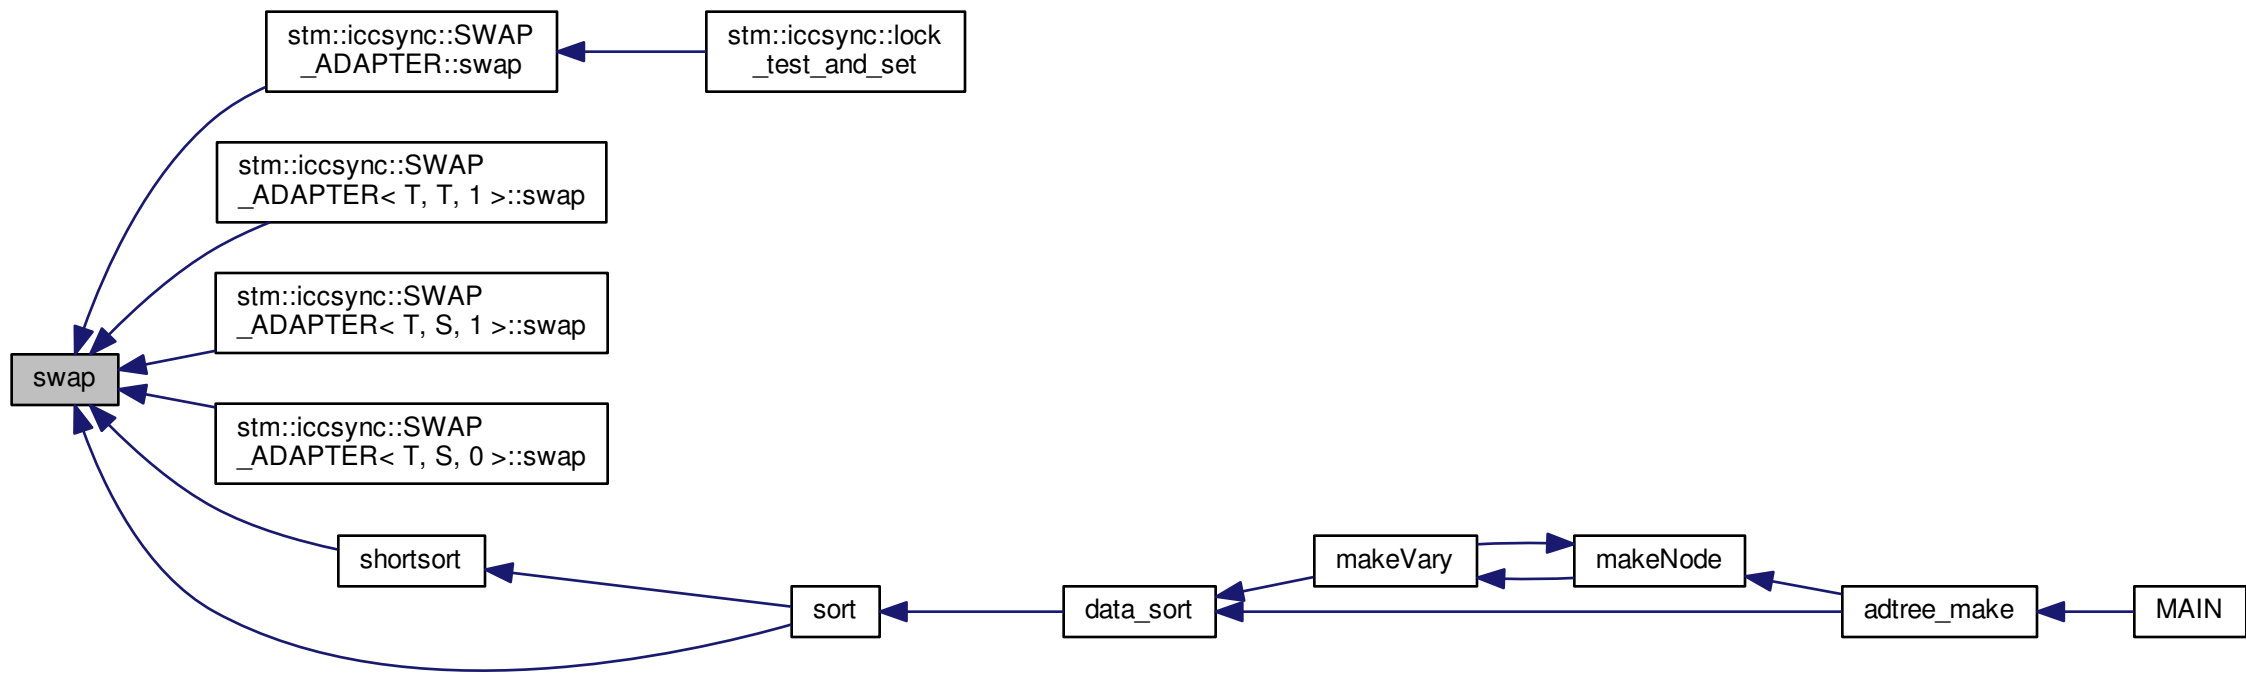 stm::iccsync::SWAP
_ADAPTER::swap
stm::iccsync::lock
_test_and_set
stm::iccsync::SWAP
_ADAPTER< T, T, 1 >::swap
stm::iccsync::SWAP
_ADAPTER< T, S, 1 >::swap
swap
stm::iccsync::SWAP
_ADAPTER< T, S, 0 >::swap
shortsort
makeVary
makeNode
sort
data_sort
adtree_make
MAIN